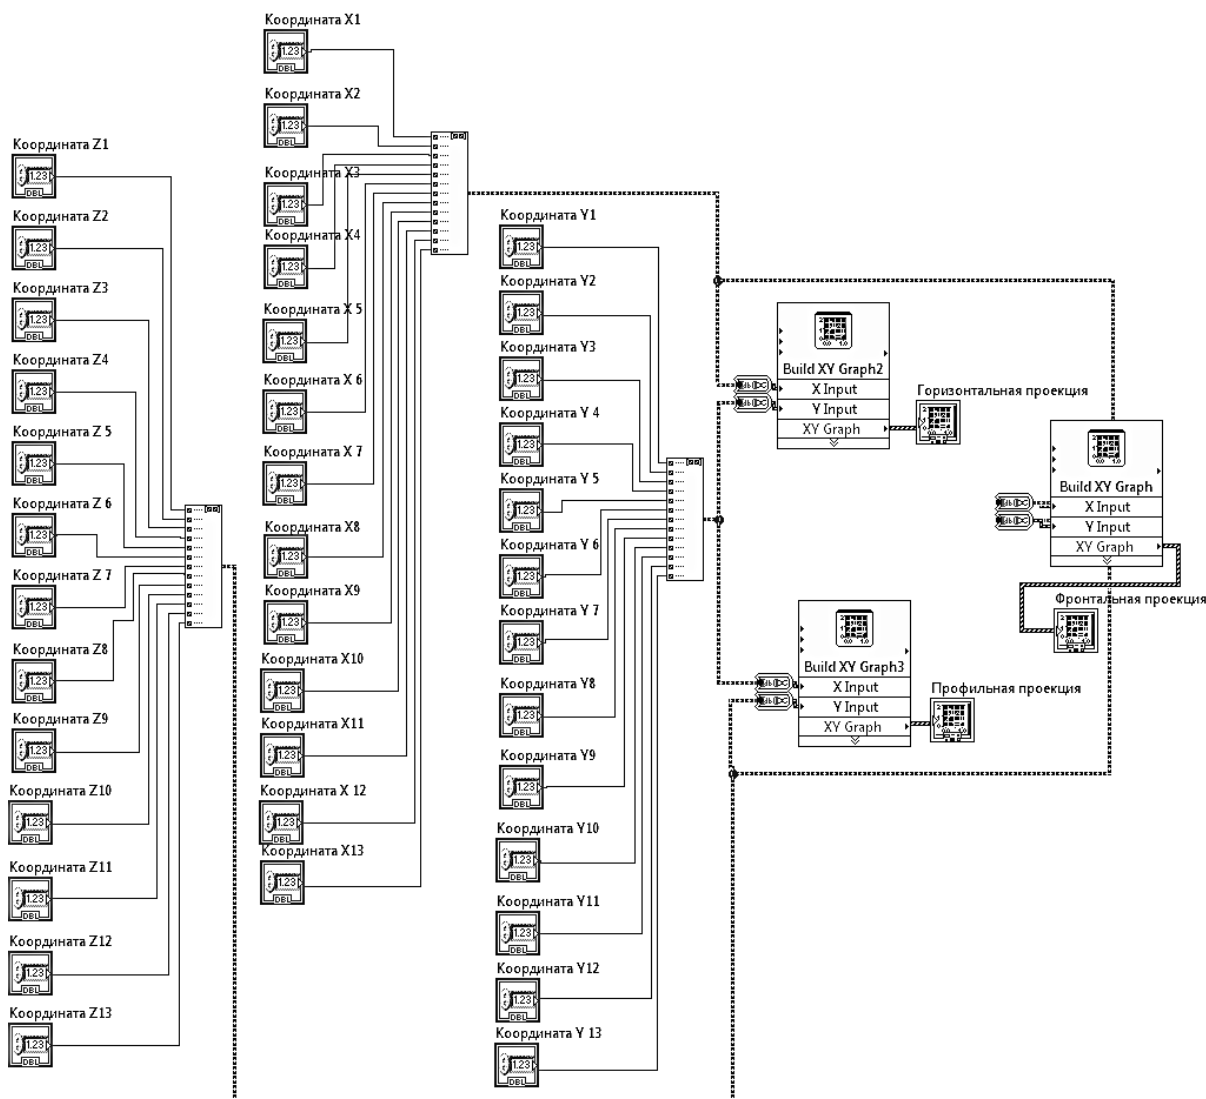 Координата Z1
Координата Z2
Координата Z3
Координата Z4
Координата Z 5
Координата Z 6
Координата Z 7
Координата Z8
Координата Z9
Координата Z10
Координата Z11
Координата Z12
Координата Z13
Координата X1
Координата X2
Координата X3
Координата X4
Координата X 5
Координата X 6
Координата X 7
Координата X8
Координата X9
Координата X10
Координата X11
Координата X 12
Координата X13
Координата Y1
Координата Y2
Координата Y3
Координата Y 4
Координата Y 5
Координата Y 6
Координата Y 7
Координата Y8
Координата Y9
Координата Y10
Координата Y11
Координата Y12
Координата Y 13
1.23
DBL
Build XY Graph2
X Input
Y Input
XY Graph
Горизонтальная проекция
Build XY Graph
X Input
Y Input
XY Graph
Фронтальная проекция
Build XY Graph3
X Input
Y Input
XY Graph
Профильная проекция